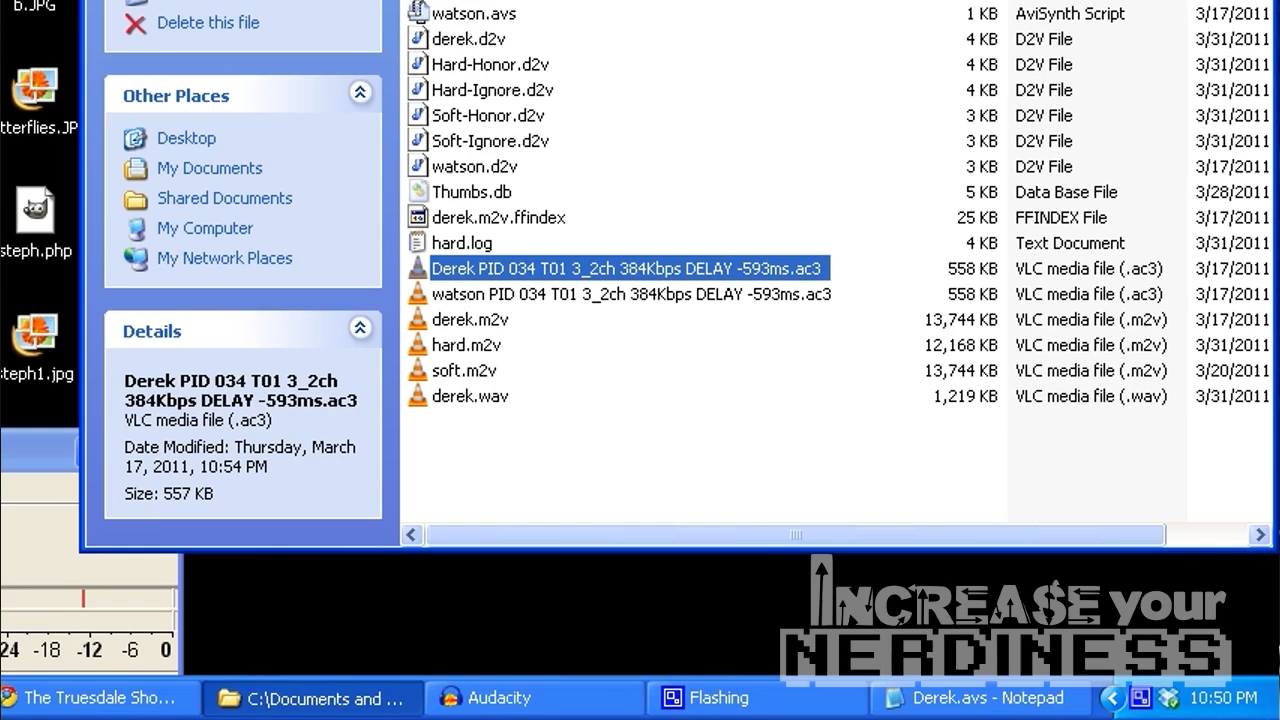 b.JPG
tterflies.JP
steph.php
steph1.jpg
Delete this file
Other Places
Desktop
My Documents
Shared Documents
My Computer
My Network Places
Details
Derek PID 034 T01 3_2ch
384Kbps DELAY -593ms.ac3
VLC media file (.ac3)
Date Modified: Thursday, March
17, 2011, 10:54 PM
Size: 557 KB
watson.avs 1 KB AviSynth Script 3/17/2011
derek.d2v 4 KB D2V File 3/31/2011
Hard-Honor.d2v 4 KB D2V File 3/31/2011
Hard-Ignore.d2v 4 KB D2V File 3/31/2011
Soft-Honor.d2v 3 KB D2V File 3/31/2011
Soft-Ignore.d2v 3 KB D2V File 3/31/2011
watson.d2v 3 KB D2V File 3/17/2011
Thumbs.db 5 KB Data Base File 3/28/2011
derek.m2v.ffindex 25 KB FFINDEX File 3/17/2011
hard.log 4 KB Text Document 3/31/2011
Derek PID 034 T01 3_2ch 384Kbps DELAY -593ms.ac3 558 KB VLC media file (.ac3) 3/17/2011
watson PID 034 T01 3_2ch 384Kbps DELAY -593ms.ac3 558 KB VLC media file (.ac3) 3/17/2011
derek.m2v 13,744 KB VLC media file (.m2v) 3/17/2011
hard.m2v 12,168 KB VLC media file (.m2v) 3/31/2011
soft.m2v 13,744 KB VLC media file (.m2v) 3/20/2011
derek.wav 1,219 KB VLC media file (.wav) 3/31/2011
24 -18 -12 -6 0
INCREASE your
NERDINESS
The Truesdale Sho... C:\Documents and ... Audacity Flashing Derek.avs - Notepad 10:50 PM